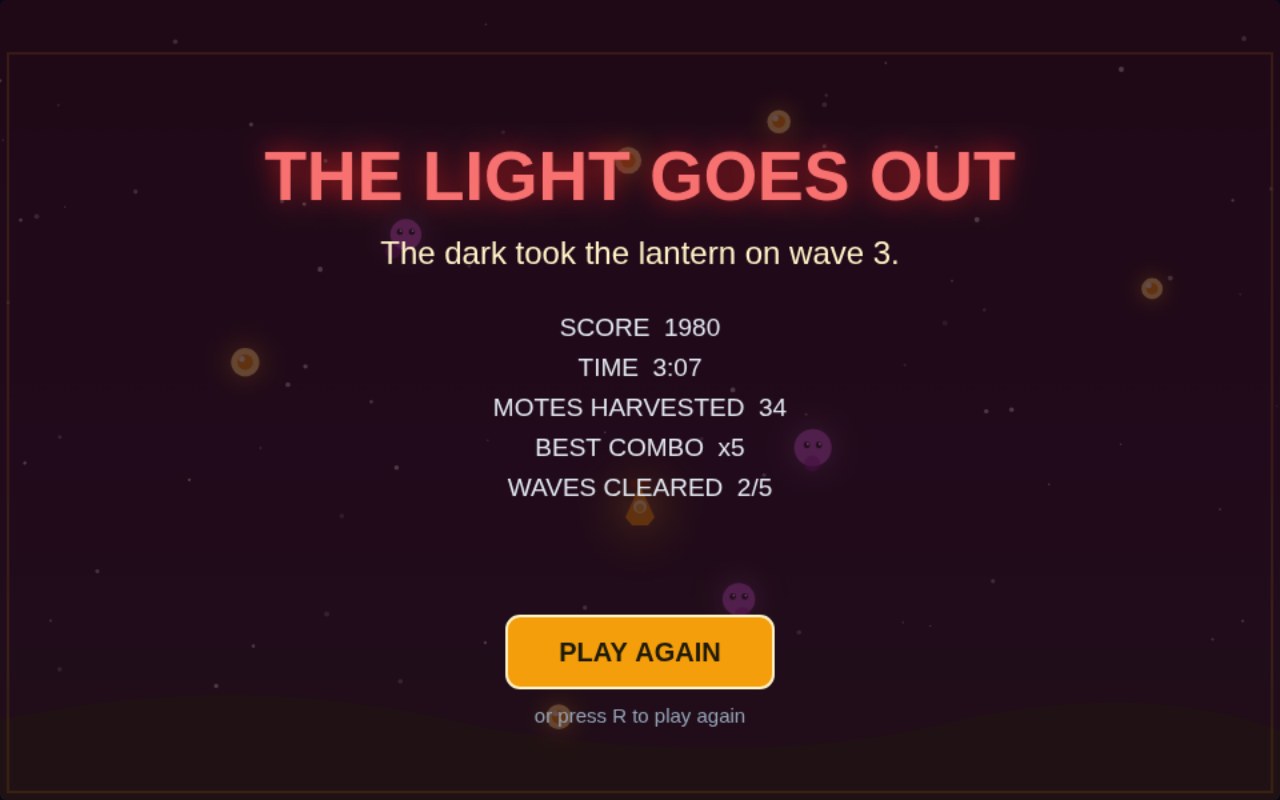 THE LIGHT GOES OUT
The dark took the lantern on wave 3.
SCORE 1980
TIME 3:07
MOTES HARVESTED 34
BEST COMBO x5
WAVES CLEARED 2/5
PLAY AGAIN
or press R to play again